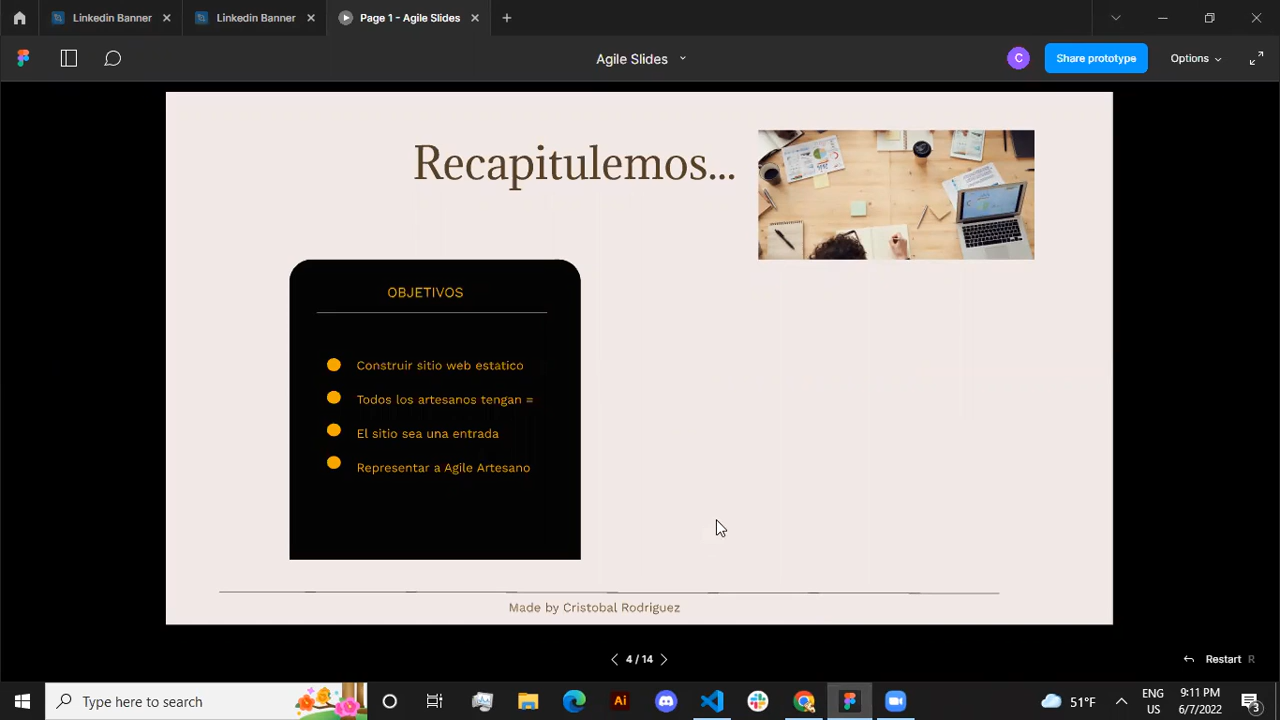 Linkedin Banner
Linkedin Banner
Page 1 - Agile Slides
Agile Slides
C
Share prototype
Options
Recapitulemos...
OBJETIVOS
Construir sitio web estatico
Todos los artesanos tengan =
El sitio sea una entrada
Representar a Agile Artesano
Made by Cristobal Rodriguez
4 / 14
Restart R
Type here to search
Ai
51°F
ENG
US
9:11 PM
6/7/2022
3